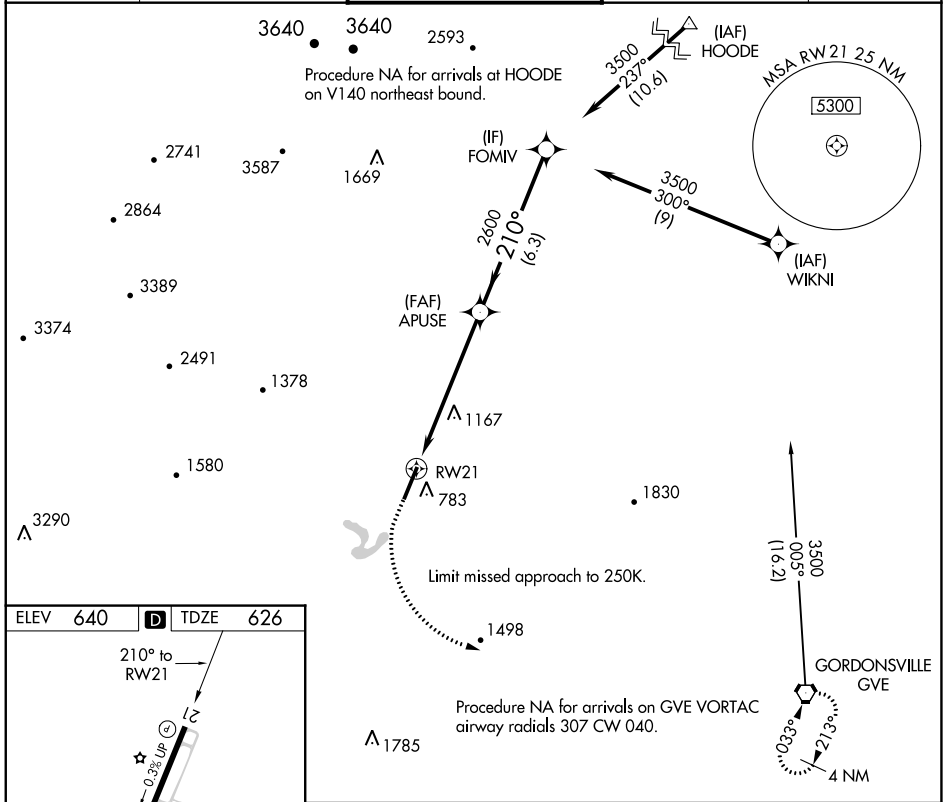 3640
3640
2593
Procedure NA for arrivals at HOODE
on V140 northeast bound.
(IAF)
HOODE
3500
237°
(10.6)
MSA RW 21 25 NM
5300
2741
3587
1669
(IF)
FOMIV
2864
3500
300°
(9)
2600
210°
(6.3)
(IAF)
WIKNI
3389
(FAF)
APUSE
3374
2491
1378
1167
1580
RW21
783
1830
3290
3500
005°
(16.2)
Limit missed approach to 250K.
1498
ELEV 640 D TDZE 626
210° to
RW21
21
P
0.3% UP
GORDONSVILLE
GVE
Procedure NA for arrivals on GVE VORTAC
airway radials 307 CW 040.
1785
033°
213°
4 NM